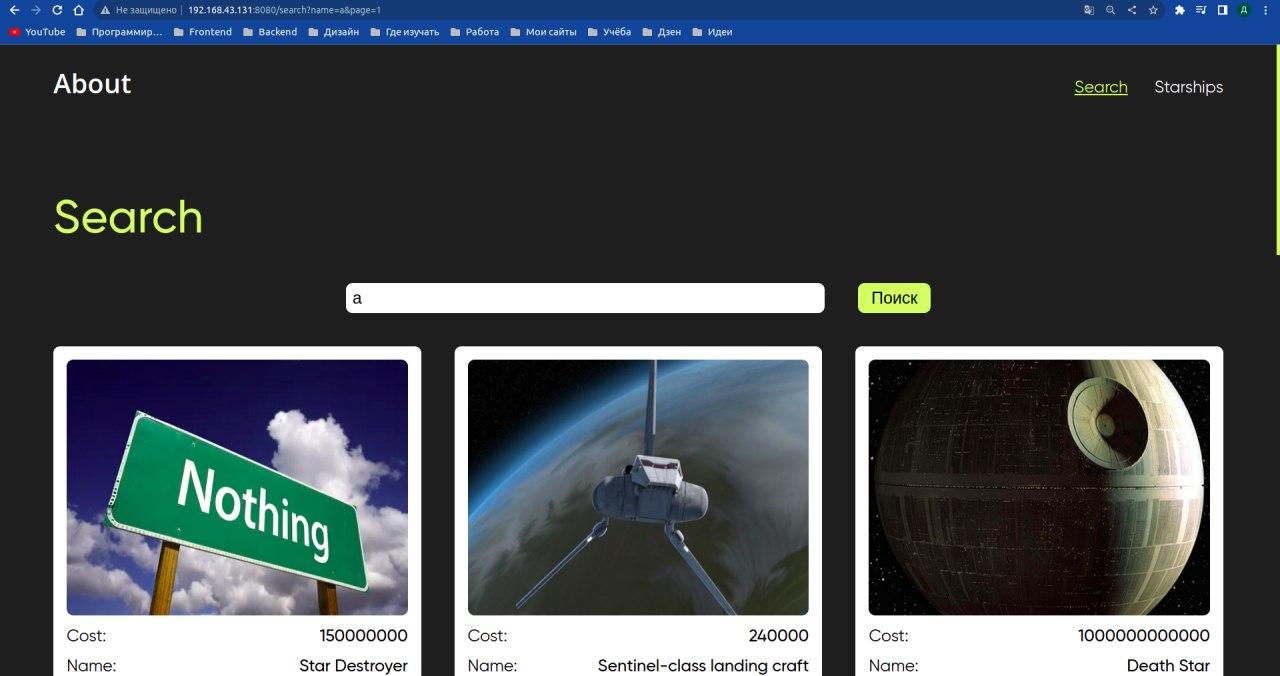 Не защищено 192.168.43.131:8080/search?name=a&page=1 Д
YouTube Программир… Frontend Backend Дизайн Где изучать Работа Мои сайты Учёба Дзен Идеи
About Search Starships
Search
a Поиск
Nothing
Cost: 150000000 Cost: 240000 Cost: 1000000000000
Name: Star Destroyer Name: Sentinel-class landing craft Name: Death Star